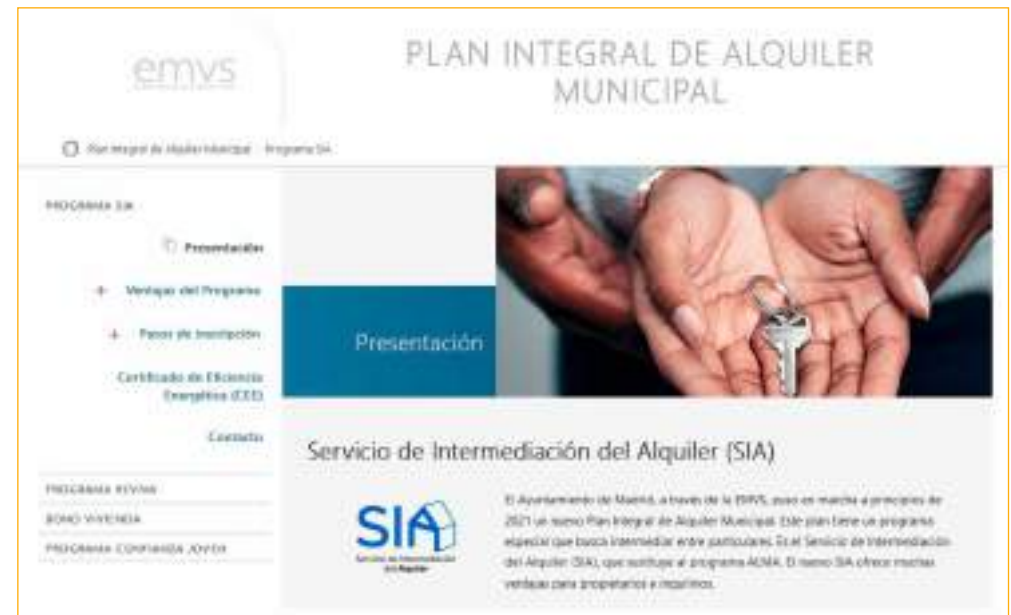 emvs
PLAN INTEGRAL DE ALQUILER
MUNICIPAL
Plan Integral de Alquiler Municipal Programa SIA
PROGRAMA SIA
Presentación
+ Ventajas del Programa
+ Pasos de Inscripción
Certificado de Eficiencia
Energética (CEE)
Contacto
PROGRAMA REVIVA
BONO VIVIENDA
PROGRAMA CONFIANZA JOVEN
Presentación
Servicio de Intermediación del Alquiler (SIA)
SIA
Servicio de Intermediación
del Alquiler
El Ayuntamiento de Madrid, a través de la EMVS, puso en marcha a principios de
2021 un nuevo Plan Integral de Alquiler Municipal. Este plan tiene un programa
especial que busca intermediar entre particulares. Es el Servicio de Intermediación
del Alquiler (SIA), que sustituye al programa ALMA. El nuevo SIA ofrece muchas
ventajas para propietarios e inquilinos.